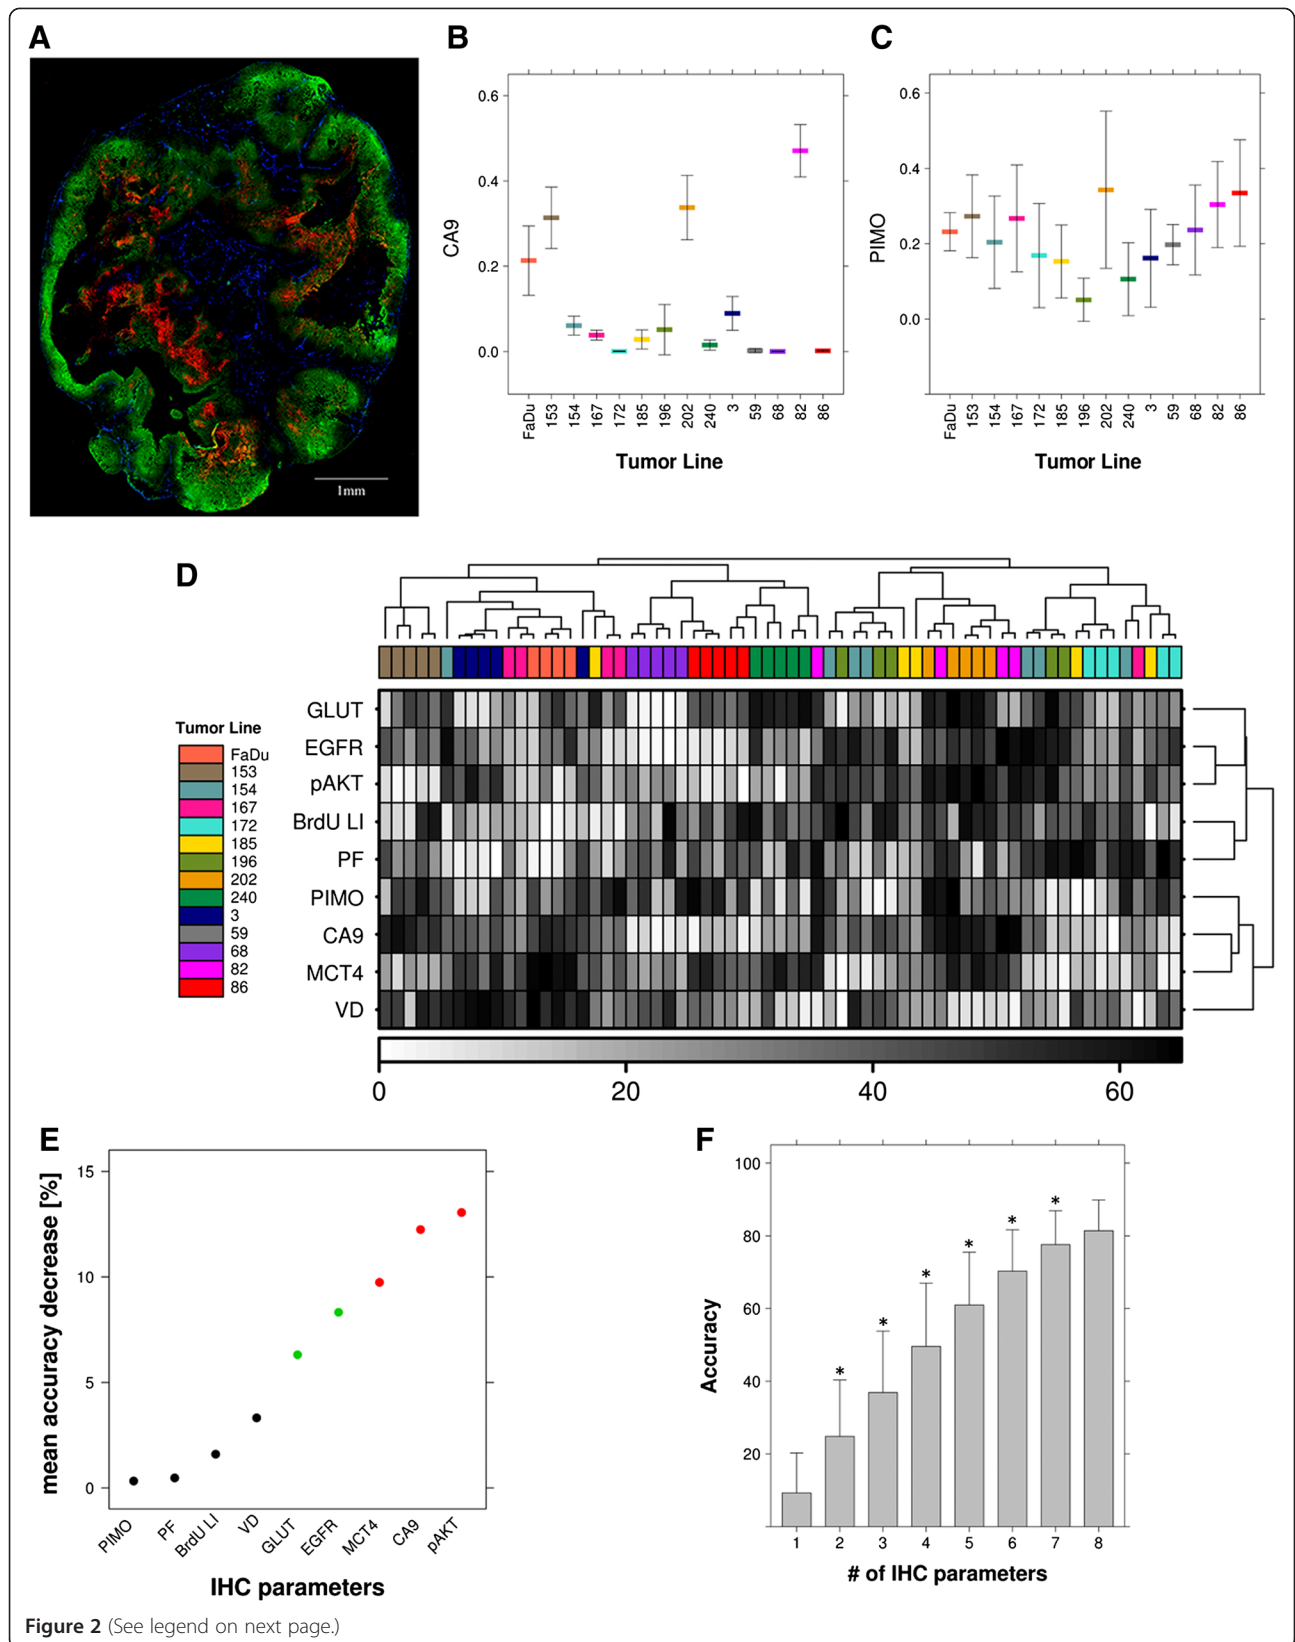 A
1mm
B
CA9
0.6
0.4
0.2
0.0
FaDu 153 154 167 172 185 196 202 240 3 59 68 82 86
Tumor Line
C
PIMO
0.6
0.4
0.2
0.0
FaDu 153 154 167 172 185 196 202 240 3 59 68 82 86
Tumor Line
D
Tumor Line
FaDu
153
154
167
172
185
196
202
240
3
59
68
82
86
GLUT
EGFR
pAKT
BrdU LI
PF
PIMO
CA9
MCT4
VD
0 20 40 60
E
mean accuracy decrease [%]
15
10
5
0
PIMO PF BrdU LI VD GLUT EGFR MCT4 CA9 pAKT
IHC parameters
F
Accuracy
100
80
60
40
20
* * * * * *
1 2 3 4 5 6 7 8
# of IHC parameters
Figure 2 (See legend on next page.)